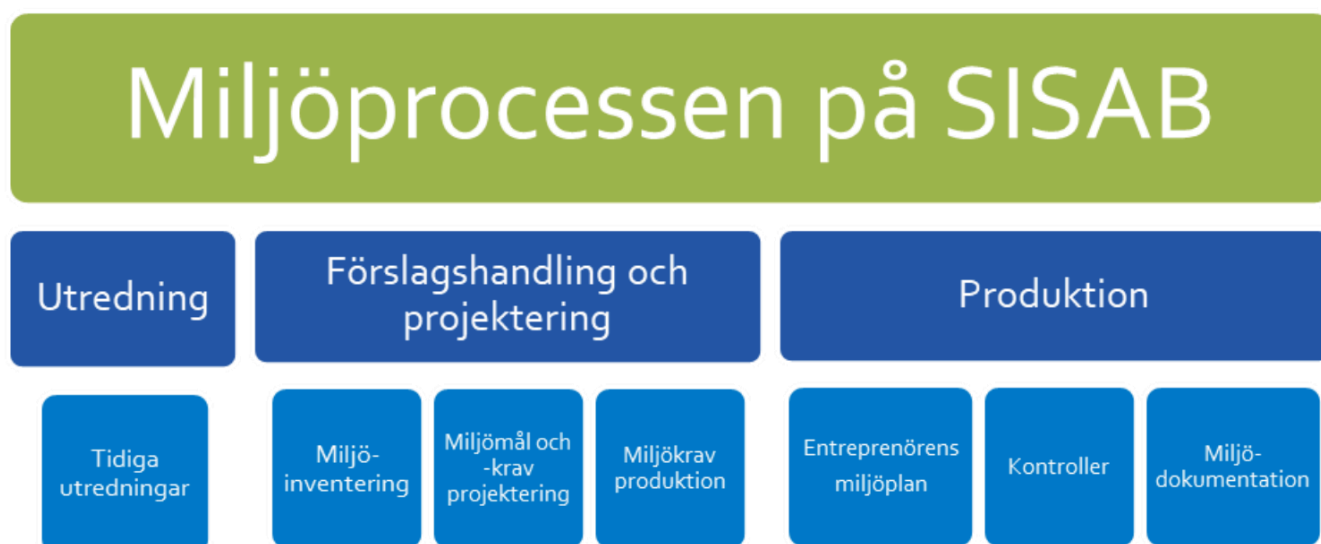 Miljöprocessen på SISAB
Utredning
Förslagshandling och
projektering
Produktion
Tidiga
utredningar
Miljö-
inventering
Miljömål och
-krav
projektering
Miljökrav
produktion
Entreprenörens
miljöplan
Kontroller
Miljö-
dokumentation